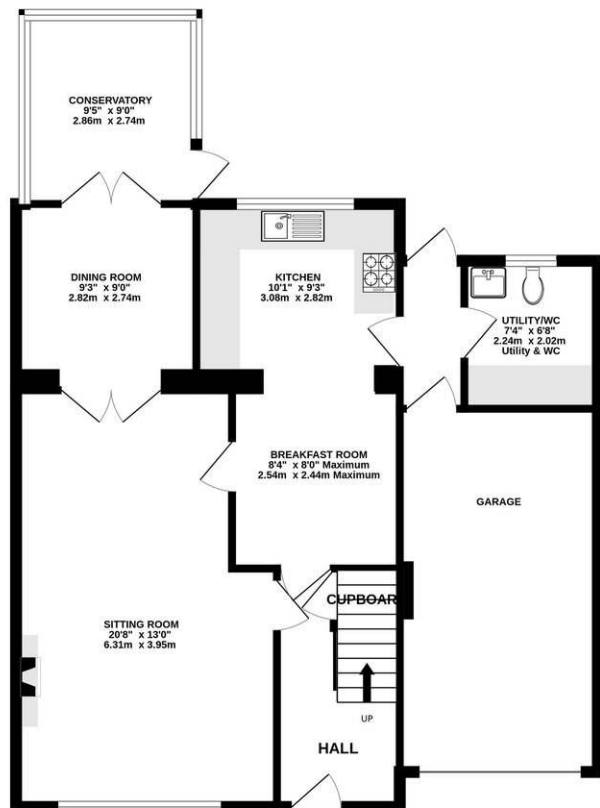 CONSERVATORY
9'5" x 9'0"
2.86m x 2.74m
DINING ROOM
9'3" x 9'0"
2.82m x 2.74m
KITCHEN
10'1" x 9'3"
3.08m x 2.82m
UTILITY/WC
7'4" x 6'8"
2.24m x 2.02m
Utility & WC
BREAKFAST ROOM
8'4" x 8'0" Maximum
2.54m x 2.44m Maximum
GARAGE
SITTING ROOM
20'8" x 13'0"
6.31m x 3.95m
CUPBOAR
UP
HALL